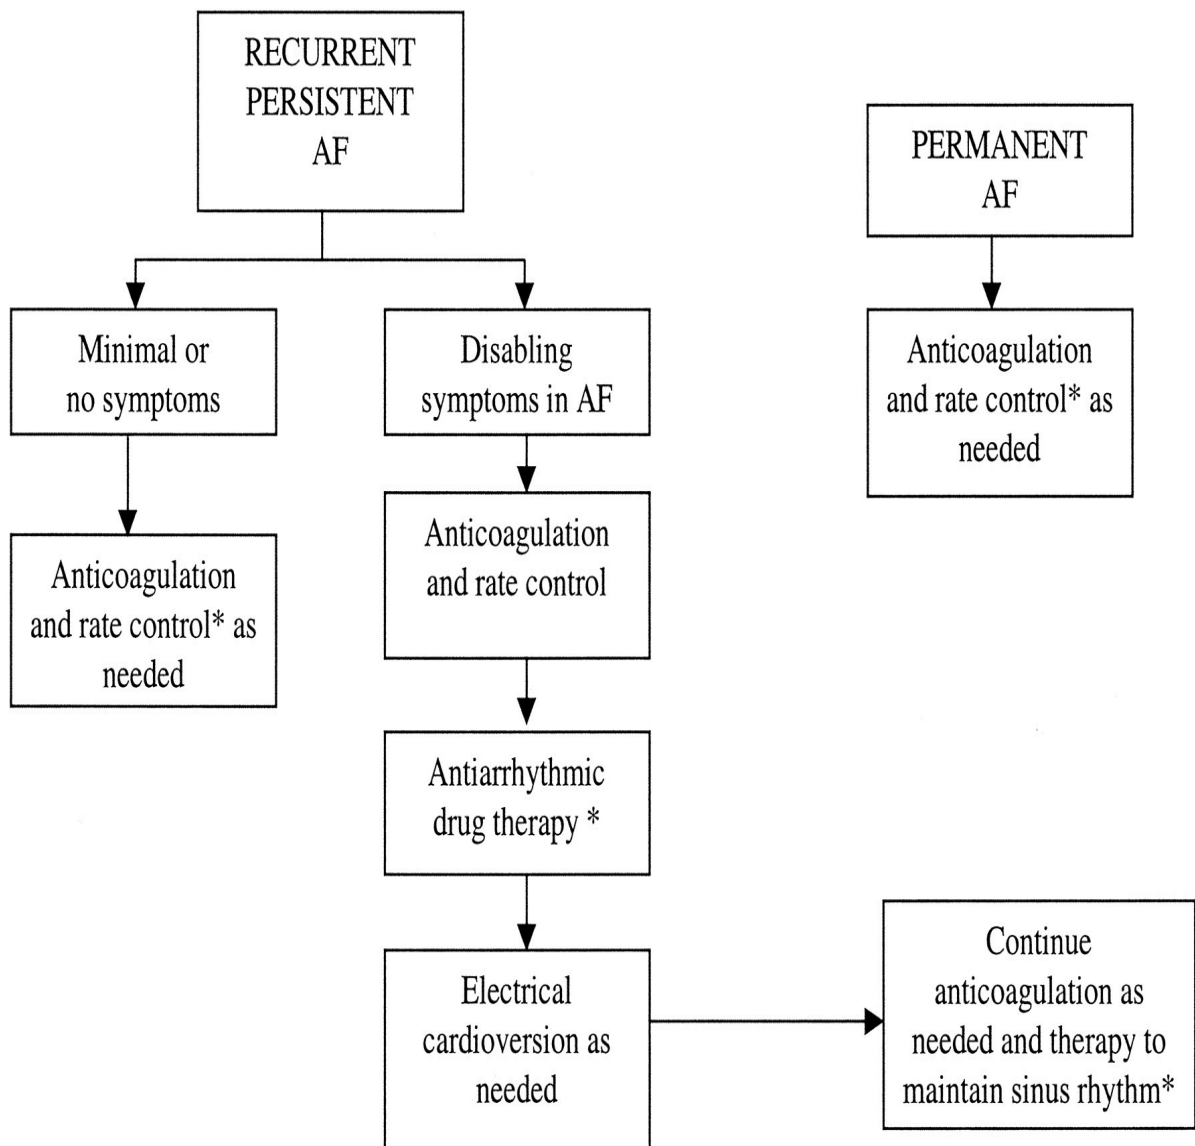 RECURRENT
PERSISTENT
AF
PERMANENT
AF
Minimal or
no symptoms
Disabling
symptoms in AF
Anticoagulation
and rate control* as
needed
Anticoagulation
and rate control
Anticoagulation
and rate control* as
needed
Antiarrhythmic
drug therapy *
Electrical
cardioversion as
needed
Continue
anticoagulation as
needed and therapy to
maintain sinus rhythm*